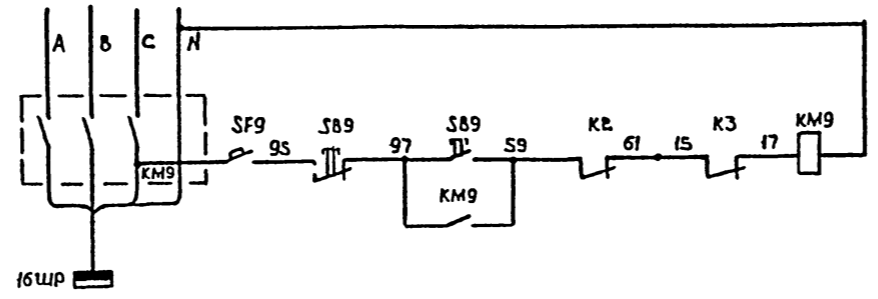 A B C N
SF9 SB9 SB9 K2 K3 KM9
95 97 59 61 15 17
KM9
KM9
16ШР